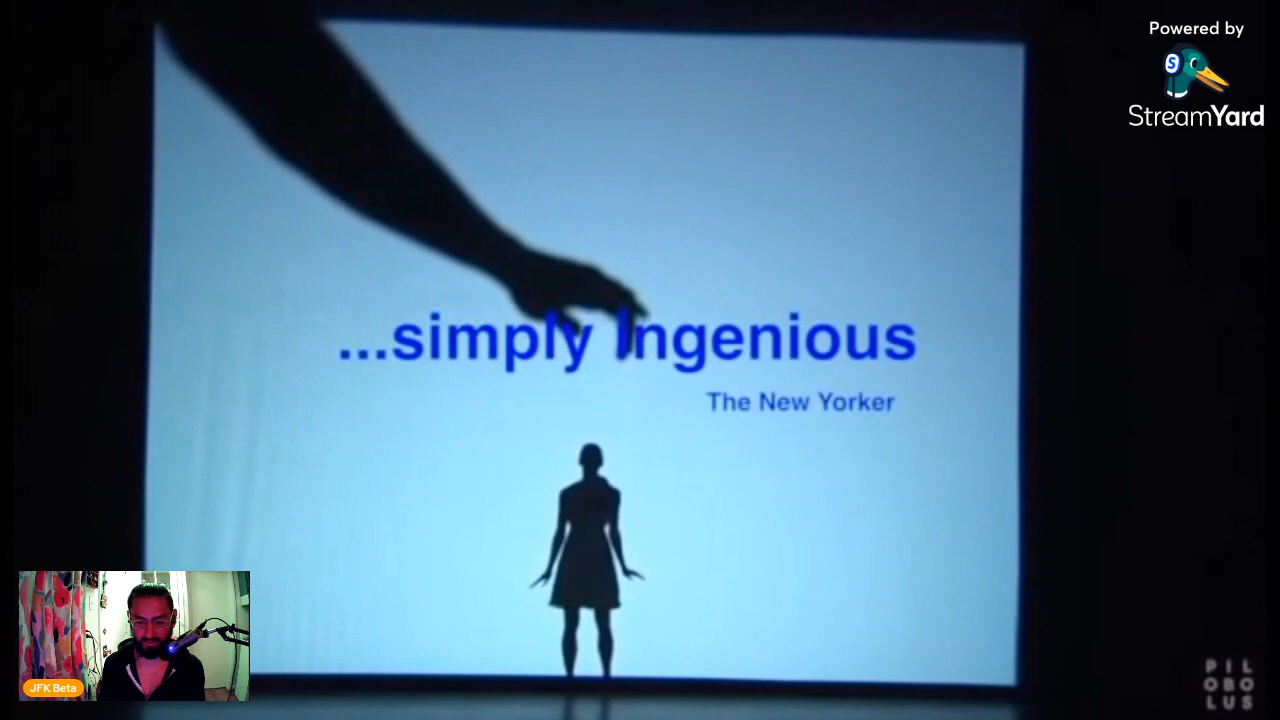 Powered by
S
StreamYard
...simply Ingenious
The New Yorker
JFK Beta
PIL
OBO
LUS